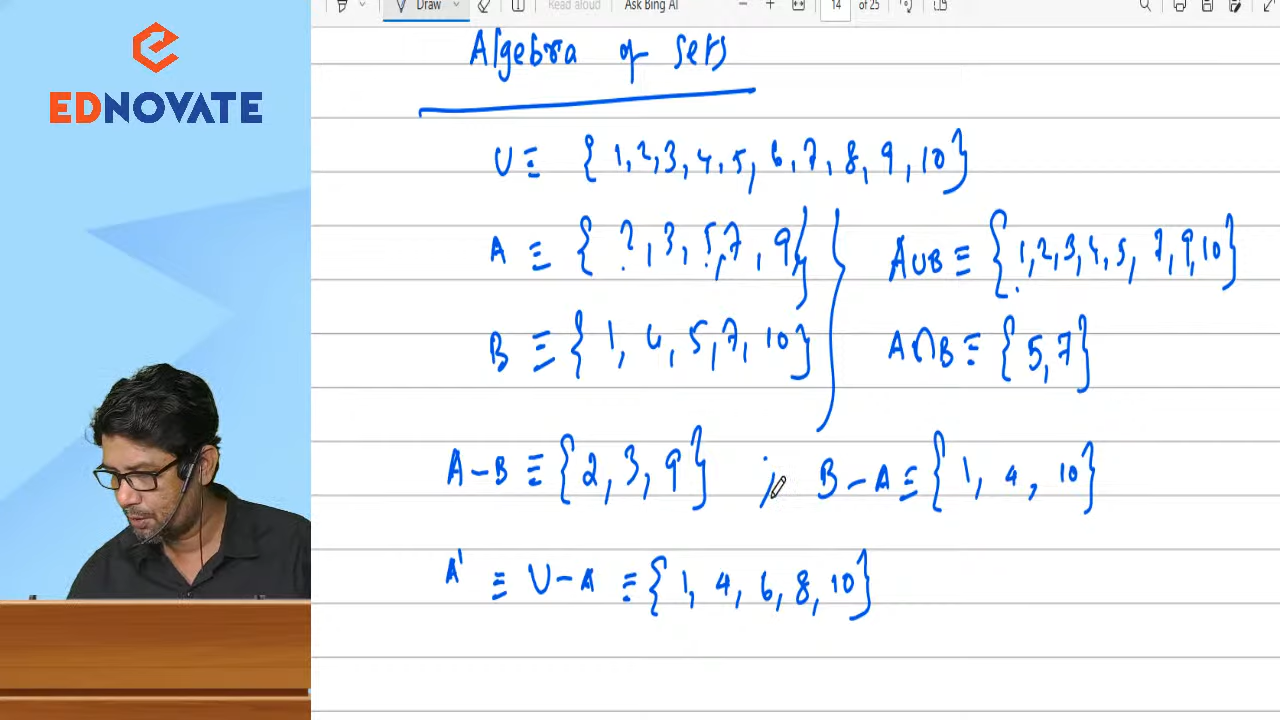 Draw
Read aloud
Ask Bing AI
14 of 25
EDNOVATE
Algebra of Sets
U ≡ { 1, 2, 3, 4, 5, 6, 7, 8, 9, 10 }
A ≡ { 2, 3, 5, 7, 9 }
A∪B ≡ { 1, 2, 3, 4, 5, 7, 9, 10 }
B ≡ { 1, 4, 5, 7, 10 }
A∩B ≡ { 5, 7 }
A-B ≡ { 2, 3, 9 } ; B-A ≡ { 1, 4, 10 }
A' ≡ U-A ≡ { 1, 4, 6, 8, 10 }